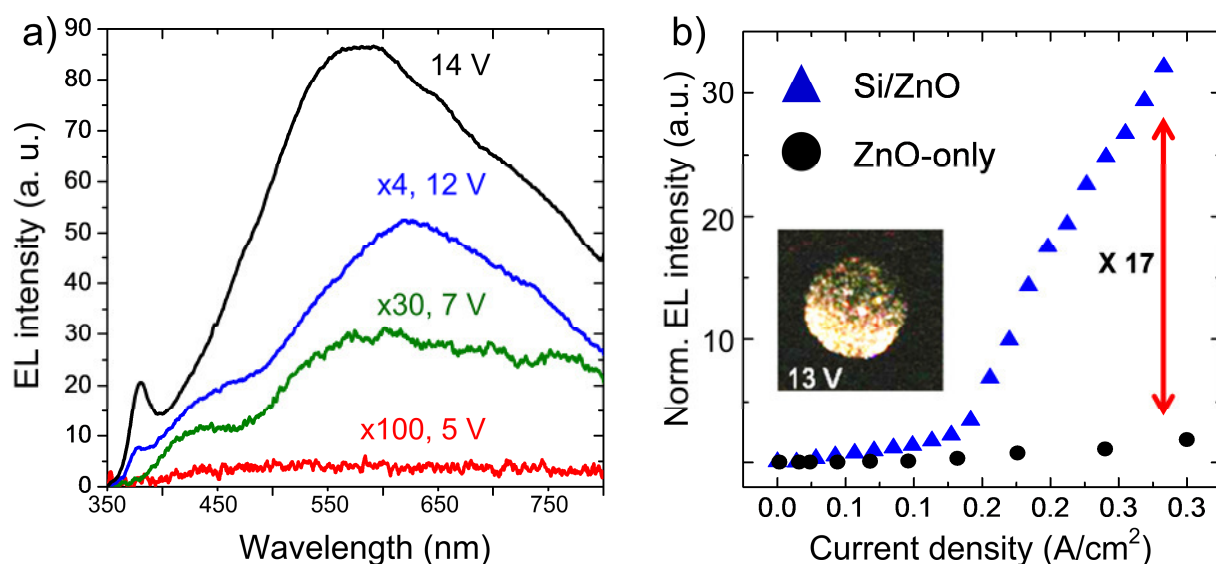 a)
EL intensity (a. u.)
90
80
70
60
50
40
30
20
10
0
14 V
x4, 12 V
x30, 7 V
x100, 5 V
350 450 550 650 750
Wavelength (nm)
b)
Norm. EL intensity (a.u.)
30
20
10
Si/ZnO
ZnO-only
X 17
13 V
0.0 0.1 0.1 0.2 0.2 0.3 0.3
Current density (A/cm²)